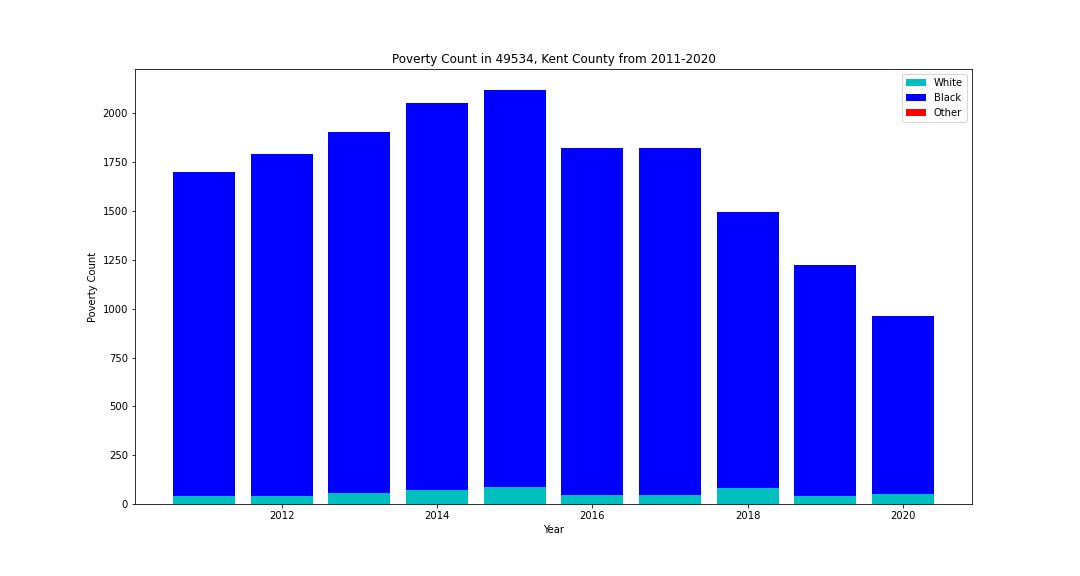 Poverty Count in 49534, Kent County from 2011-2020
White
Black
Other
2000
1750
1500
1250
1000
750
500
250
0
Poverty Count
2012 2014 2016 2018 2020
Year